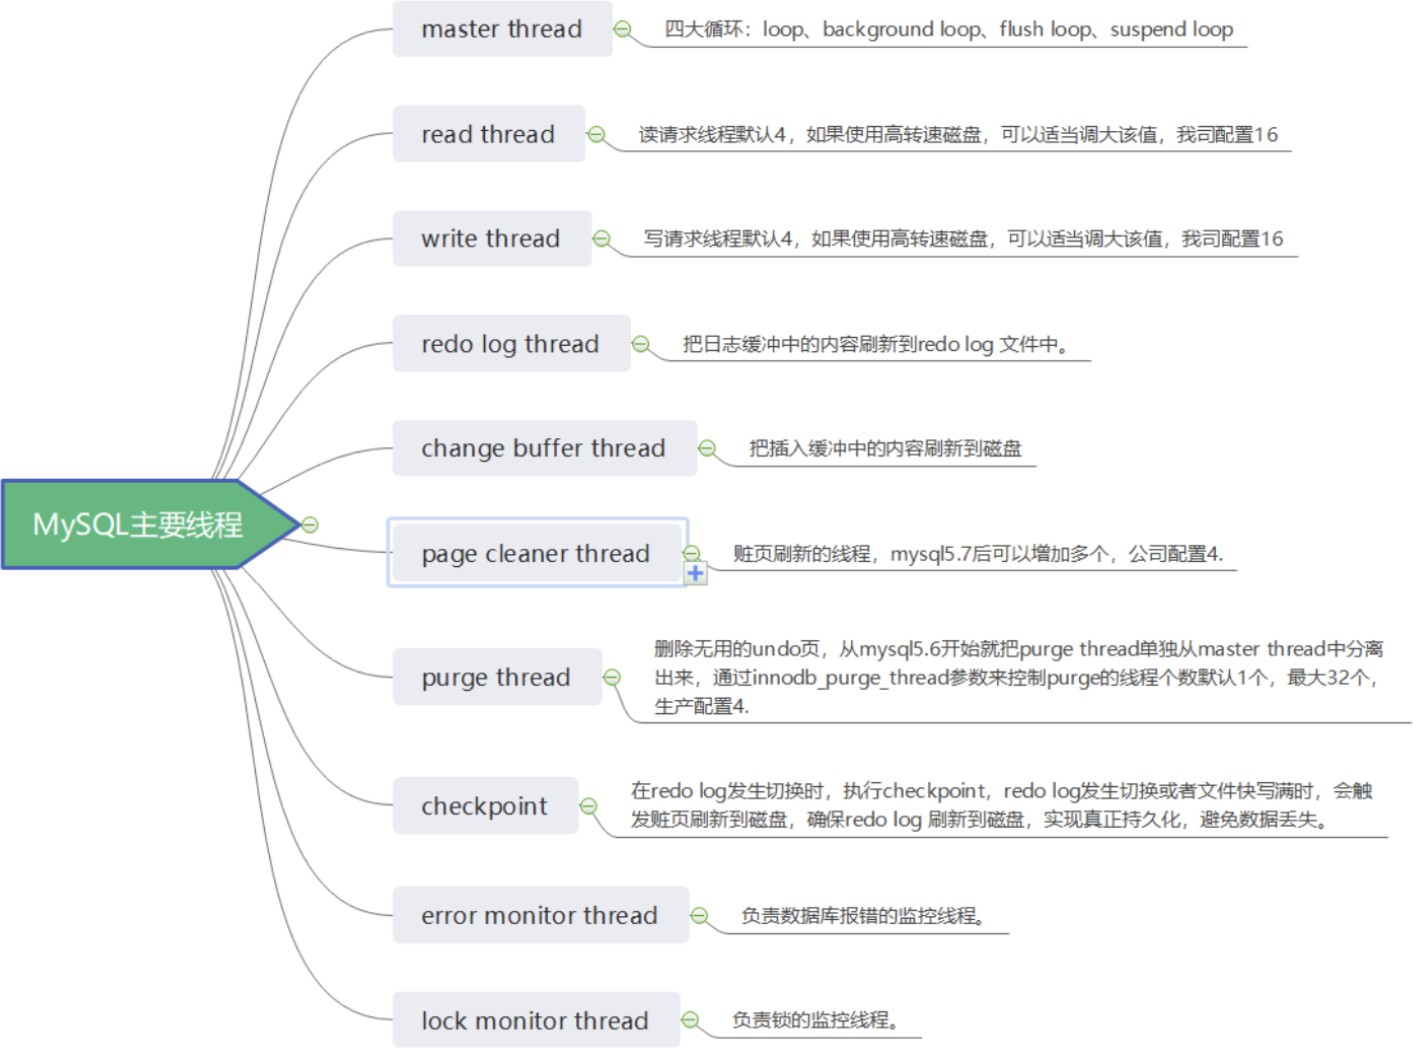 MySQL主要线程
master thread
四大循环：loop、background loop、flush loop、suspend loop
read thread
读请求线程默认4，如果使用高转速磁盘，可以适当调大该值，我司配置16
write thread
写请求线程默认4，如果使用高转速磁盘，可以适当调大该值，我司配置16
redo log thread
把日志缓冲中的内容刷新到redo log 文件中。
change buffer thread
把插入缓冲中的内容刷新到磁盘
page cleaner thread
赃页刷新的线程，mysql5.7后可以增加多个，公司配置4.
purge thread
删除无用的undo页，从mysql5.6开始就把purge thread单独从master thread中分离
出来，通过innodb_purge_thread参数来控制purge的线程个数默认1个，最大32个，
生产配置4.
checkpoint
在redo log发生切换时，执行checkpoint，redo log发生切换或者文件快写满时，会触
发赃页刷新到磁盘，确保redo log 刷新到磁盘，实现真正持久化，避免数据丢失。
error monitor thread
负责数据库报错的监控线程。
lock monitor thread
负责锁的监控线程。